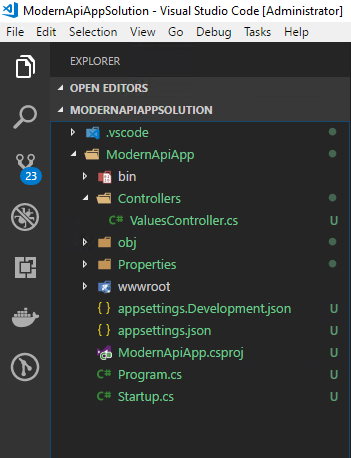 ModernApiAppSolution - Visual Studio Code [Administrator]
File Edit Selection View Go Debug Tasks Help
EXPLORER
OPEN EDITORS
MODERNAPIAPPSOLUTION
.vscode
ModernApiApp
bin
Controllers
C# ValuesController.cs U
obj
Properties
wwwroot
{ } appsettings.Development.json U
{ } appsettings.json U
ModernApiApp.csproj U
C# Program.cs U
C# Startup.cs U
23